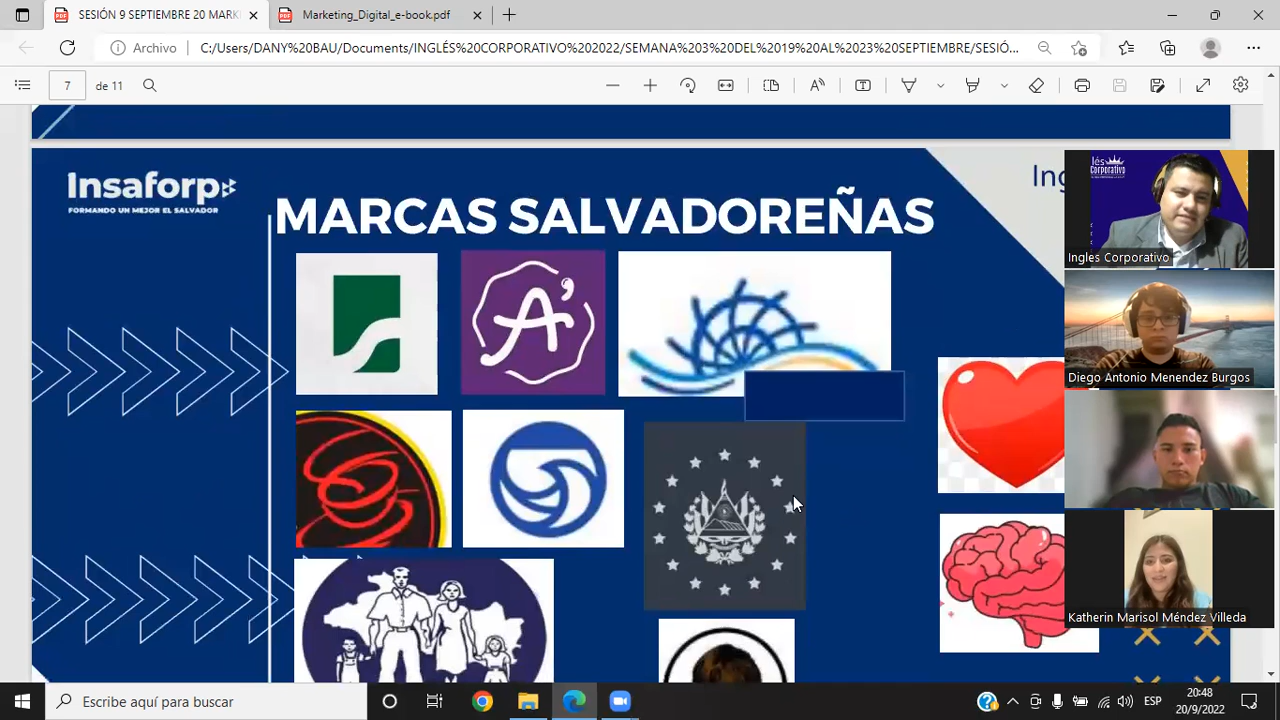 SESIÓN 9 SEPTIEMBRE 20 MARK
Marketing_Digital_e-book.pdf
Archivo
C:/Users/DANY%20BAU/Documents/INGLÉS%20CORPORATIVO%202022/SEMANA%203%20DEL%2019%20AL%2023%20SEPTIEMBRE/SESIÓ...
7
de 11
Insaforp
FORMANDO UN MEJOR EL SALVADOR
MARCAS SALVADOREÑAS
Ing
A'
lés
Corporativo
Ingles Corporativo
Diego Antonio Menendez Burgos
Katherin Marisol Méndez Villeda
Escribe aquí para buscar
ESP
20:48
20/9/2022